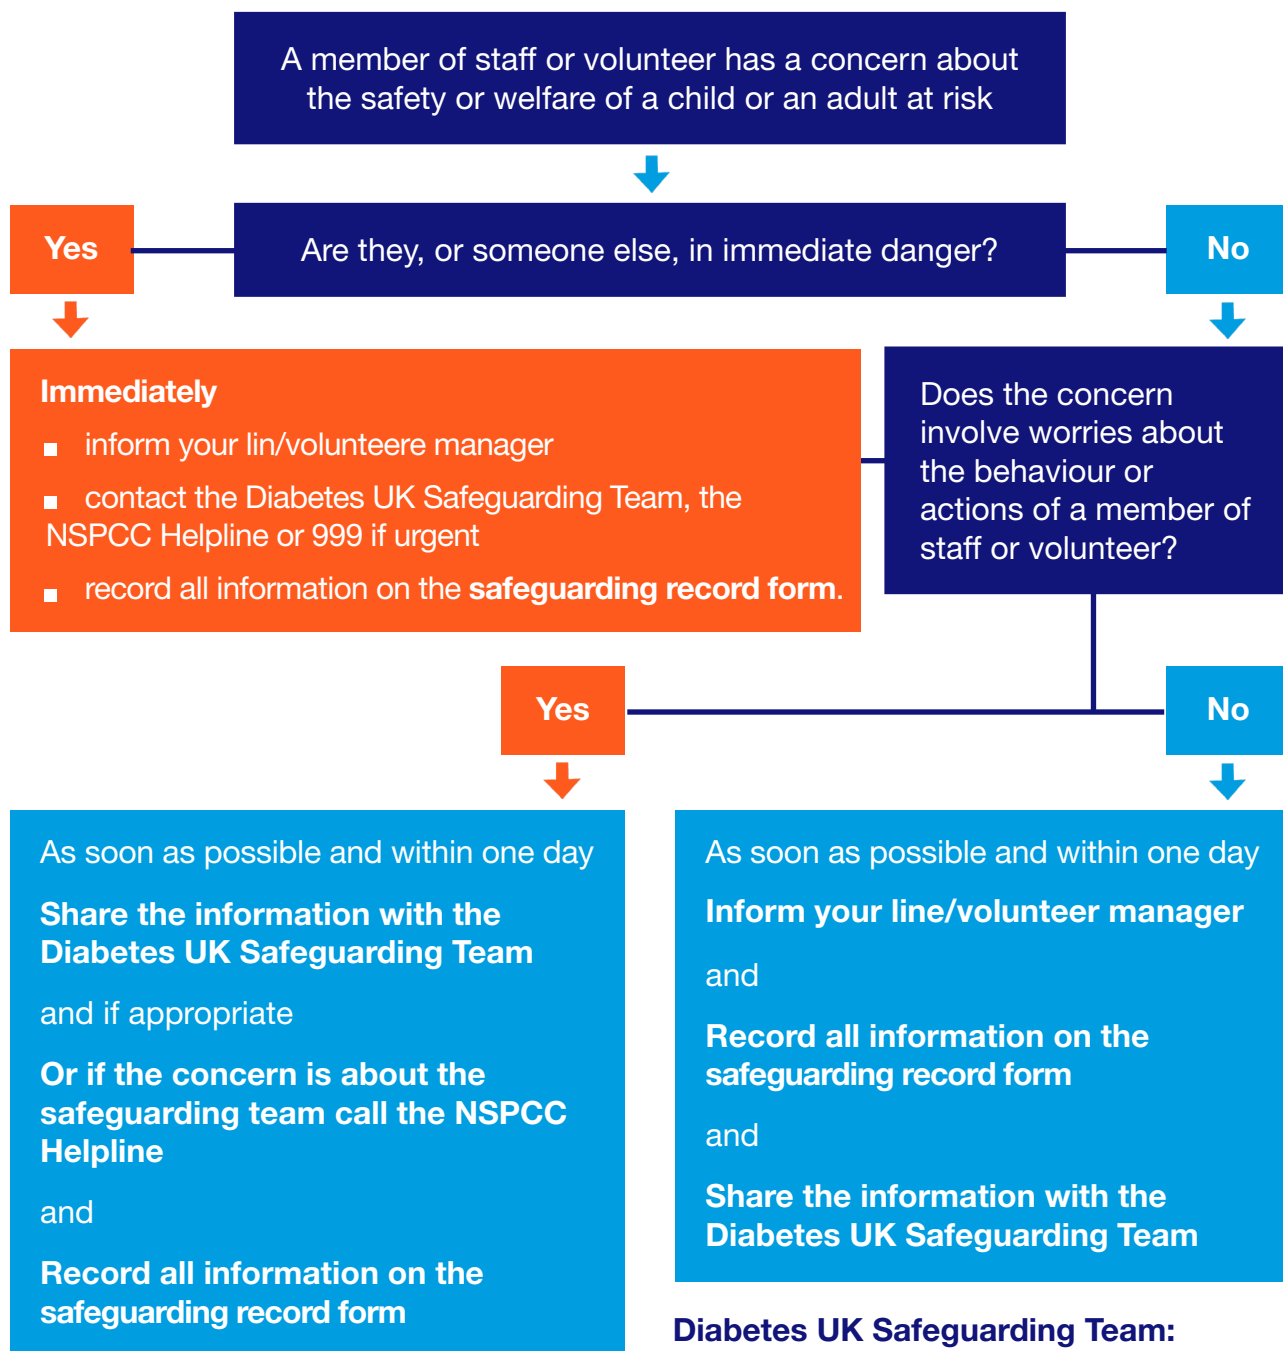 A member of staff or volunteer has a concern about
the safety or welfare of a child or an adult at risk
Yes
Are they, or someone else, in immediate danger?
No
Immediately
inform your lin/volunteere manager
contact the Diabetes UK Safeguarding Team, the
NSPCC Helpline or 999 if urgent
record all information on the safeguarding record form.
Does the concern
involve worries about
the behaviour or
actions of a member of
staff or volunteer?
Yes
No
As soon as possible and within one day
Share the information with the
Diabetes UK Safeguarding Team
and if appropriate
Or if the concern is about the
safeguarding team call the NSPCC
Helpline
and
Record all information on the
safeguarding record form
As soon as possible and within one day
Inform your line/volunteer manager
and
Record all information on the
safeguarding record form
and
Share the information with the
Diabetes UK Safeguarding Team
Diabetes UK Safeguarding Team: